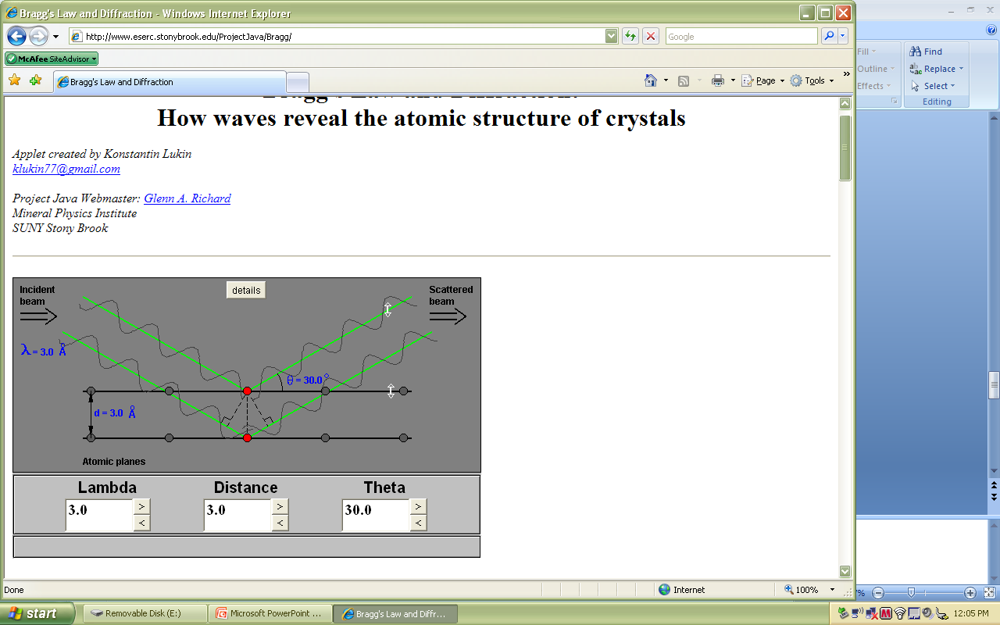 Bragg's Law and Diffraction - Windows Internet Explorer
http://www.eserc.stonybrook.edu/ProjectJava/Bragg/
Google
McAfee SiteAdvisor
Bragg's Law and Diffraction
Page
Tools
»
Fill
Find
Outline
Replace
Effects
Select
Editing
Bragg's Law and Diffraction:
How waves reveal the atomic structure of crystals
Applet created by Konstantin Lukin
klukin77@gmail.com
Project Java Webmaster: Glenn A. Richard
Mineral Physics Institute
SUNY Stony Brook
Incident
beam
details
Scattered
beam
λ = 3.0 Å
θ = 30.0 °
d = 3.0 Å
Atomic planes
Lambda
Distance
Theta
3.0
>
<
3.0
>
<
30.0
>
<
Done
Internet
100%
%
start
Removable Disk (E:)
Microsoft PowerPoint ...
Bragg's Law and Diffr...
12:05 PM